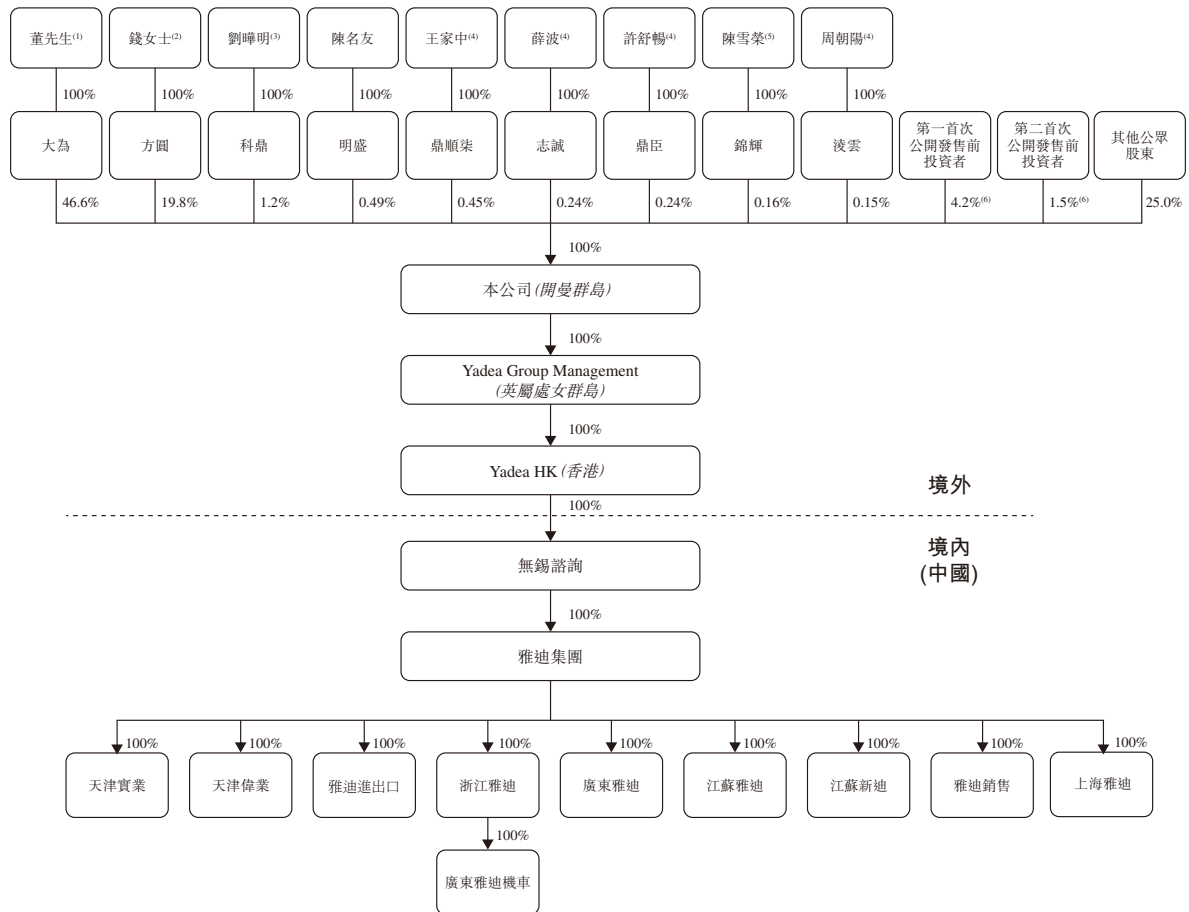 董先生(1)
錢女士(2)
劉曄明(3)
陳名友
王家中(4)
薛波(4)
許舒暢(4)
陳雪榮(5)
周朝陽(4)
100%
100%
100%
100%
100%
100%
100%
100%
100%
大為
方圓
科鼎
明盛
鼎順柒
志誠
鼎臣
錦輝
淩雲
第一首次
公開發售前
投資者
第二首次
公開發售前
投資者
其他公眾
股東
46.6%
19.8%
1.2%
0.49%
0.45%
0.24%
0.24%
0.16%
0.15%
4.2%(6)
1.5%(6)
25.0%
100%
本公司(開曼群島)
100%
Yadea Group Management
(英屬處女群島)
100%
Yadea HK (香港)
境外
100%
境內
(中國)
無錫諮詢
100%
雅迪集團
100%
100%
100%
100%
100%
100%
100%
100%
100%
天津實業
天津偉業
雅迪進出口
浙江雅迪
廣東雅迪
江蘇雅迪
江蘇新迪
雅迪銷售
上海雅迪
100%
廣東雅迪機車